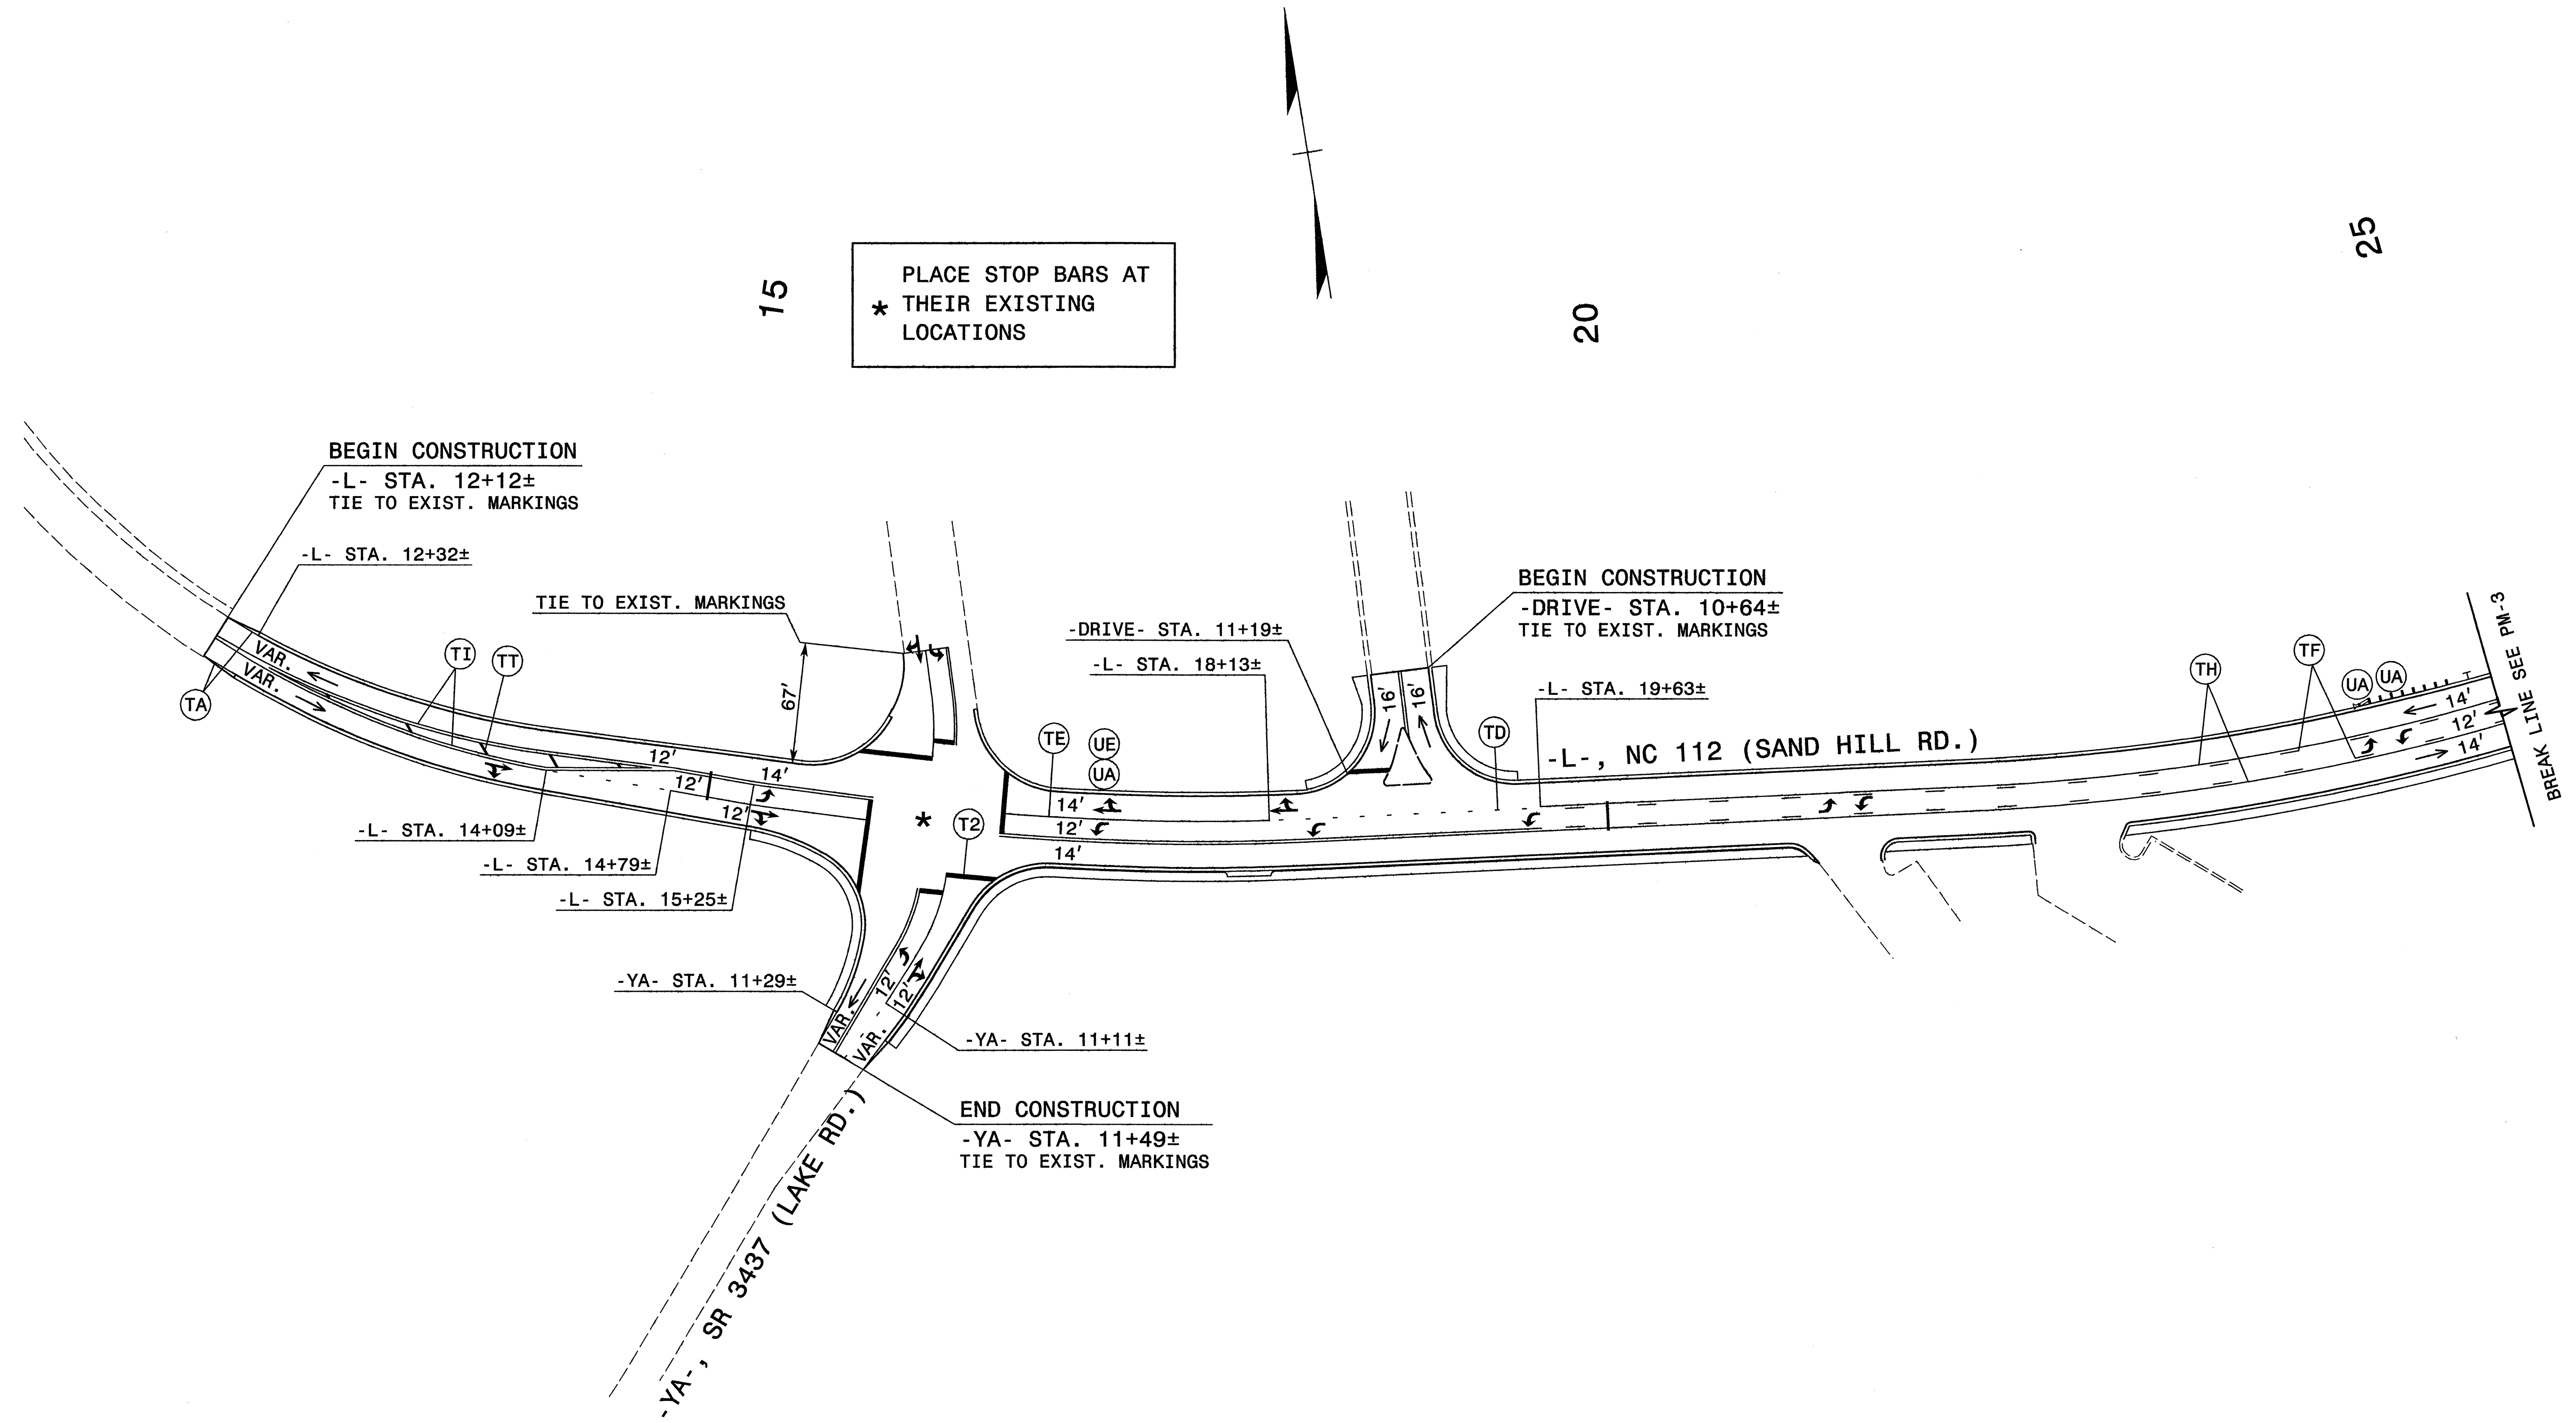 25
15
20
PLACE STOP BARS AT
* THEIR EXISTING
LOCATIONS
BEGIN CONSTRUCTION
-L- STA. 12+12±
TIE TO EXIST. MARKINGS
-L- STA. 12+32±
TIE TO EXIST. MARKINGS
BEGIN CONSTRUCTION
-DRIVE- STA. 10+64±
TIE TO EXIST. MARKINGS
-DRIVE- STA. 11+19±
-L- STA. 18+13±
-L- STA. 19+63±
TI
TT
TA
VAR.
VAR.
67'
12'
12'
14'
12'
TE
UE
UA
14'
12'
14'
16'
16'
TD
-L-, NC 112 (SAND HILL RD.)
TH
TF
UA
UA
T
14'
12'
14'
BREAK LINE SEE PM-3
*
T2
-L- STA. 14+09±
-L- STA. 14+79±
-L- STA. 15+25±
-YA- STA. 11+29±
12'
12'
VAR.
VAR.
-YA- STA. 11+11±
END CONSTRUCTION
-YA- STA. 11+49±
TIE TO EXIST. MARKINGS
-YA-, SR 3437 (LAKE RD.)